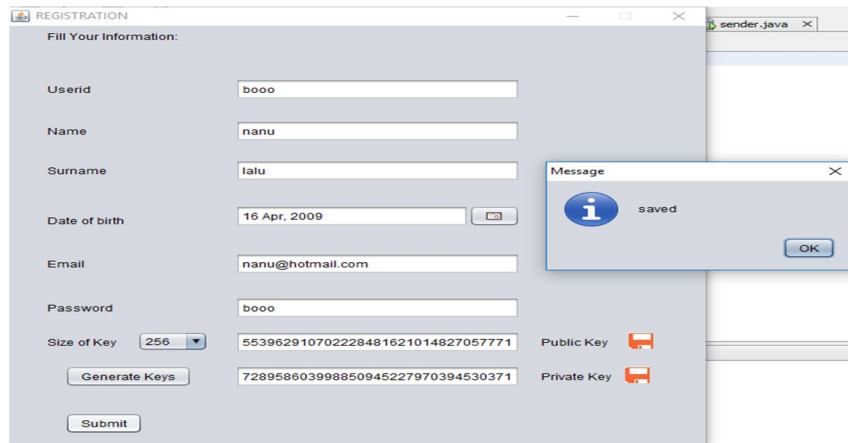 REGISTRATION
sender.java
Fill Your Information:
Userid booo
Name nanu
Surname lalu
Message
saved
OK
Date of birth 16 Apr, 2009
Email nanu@hotmail.com
Password booo
Size of Key 256 55396291070222848162101482705777​1 Public Key
Generate Keys 72895860399885094522797039453037​1 Private Key
Submit